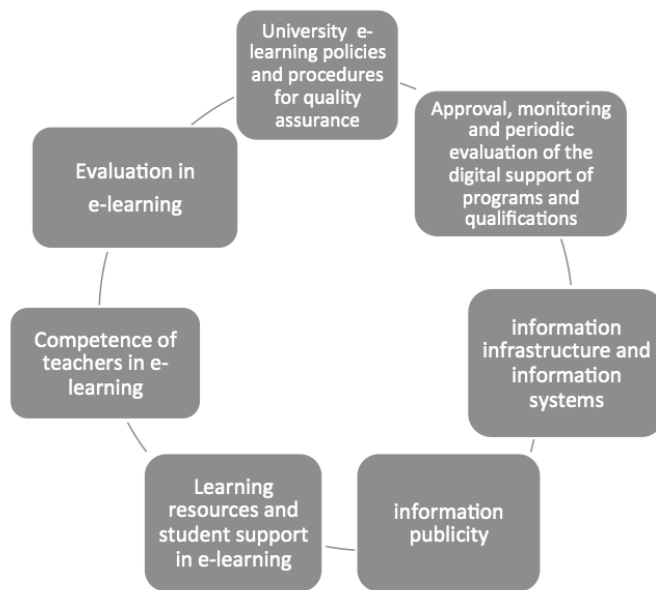 University e-
learning policies
and procedures
for quality
assurance
Approval, monitoring
and periodic
evaluation of the
digital support of
programs and
qualifications
information
infrastructure and
information
systems
information
publicity
Learning
resources and
student support
in e-learning
Competence of
teachers in e-
learning
Evaluation in
e-learning